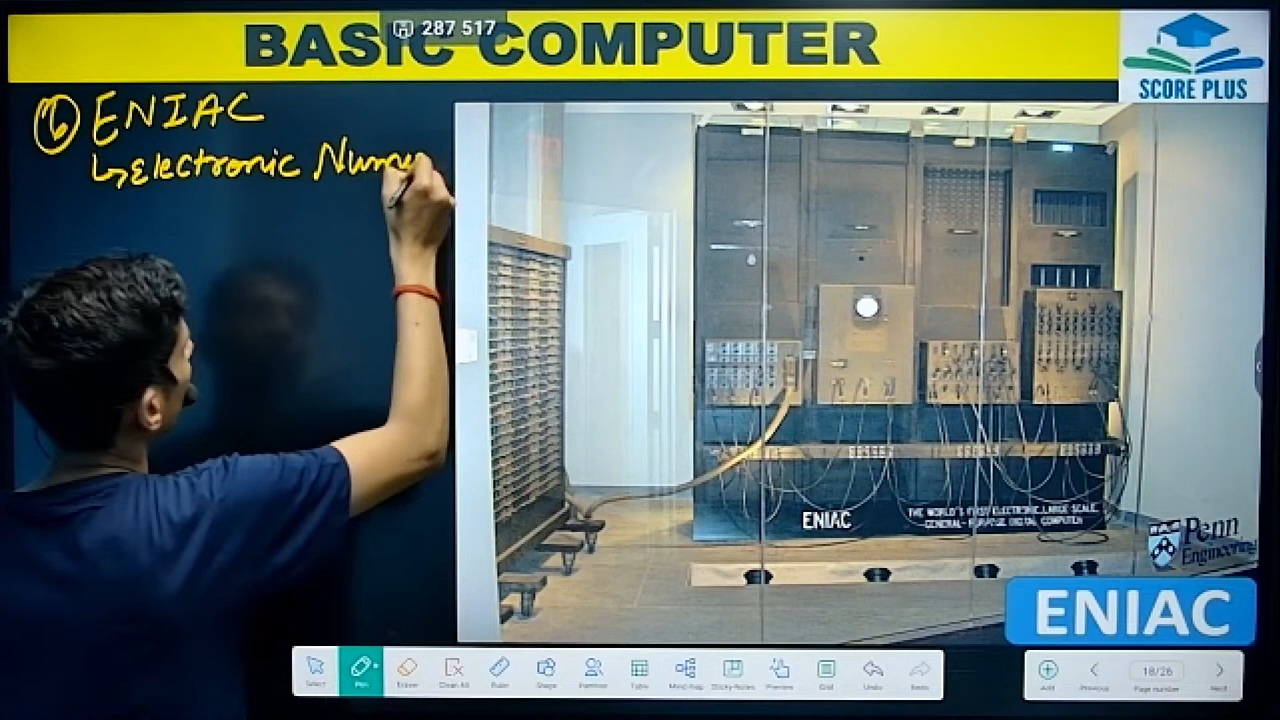 BASIC COMPUTER
287 517
SCORE PLUS
⑥ ENIAC
↳Electronic Nume
ENIAC
THE WORLD'S FIRST ELECTRONIC, LARGE SCALE,
GENERAL-PURPOSE DIGITAL COMPUTER
Penn
Engineering
ENIAC
Select Pen Eraser Clean All Ruler Shape Partition Table Mind map Sticky-Notes Preview Grid Undo Redo
Add Previous 18/26 Page number Next